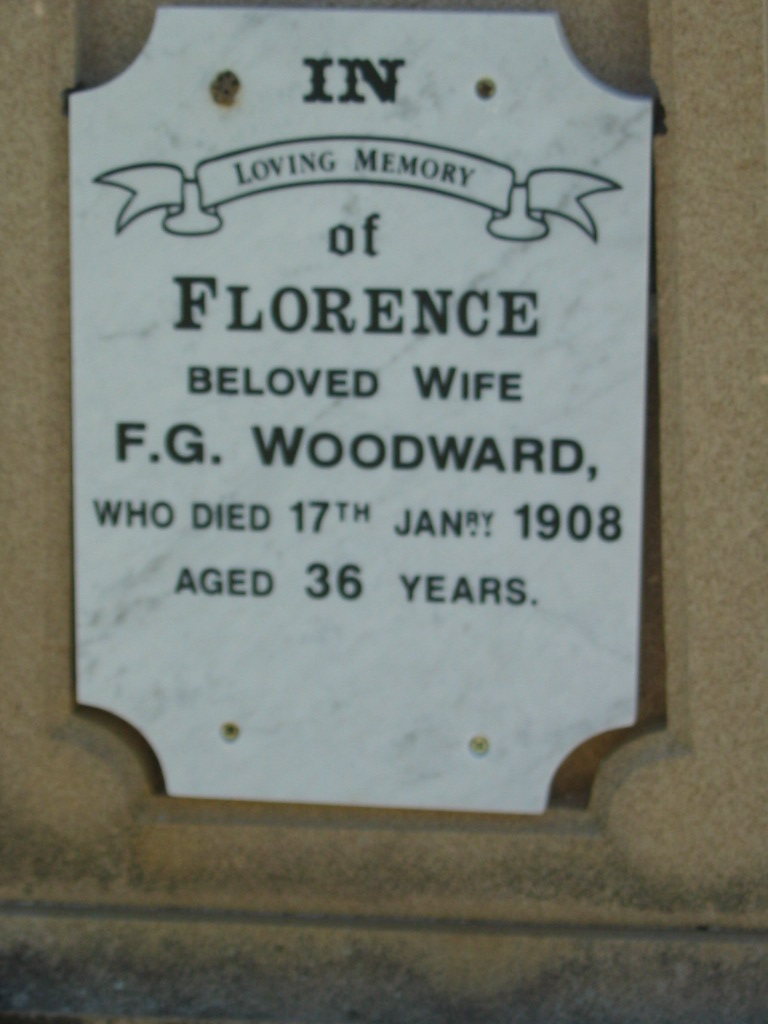 IN
LOVING MEMORY
of
FLORENCE
BELOVED WIFE
F.G. WOODWARD,
WHO DIED 17TH JANRY. 1908
AGED 36 YEARS.